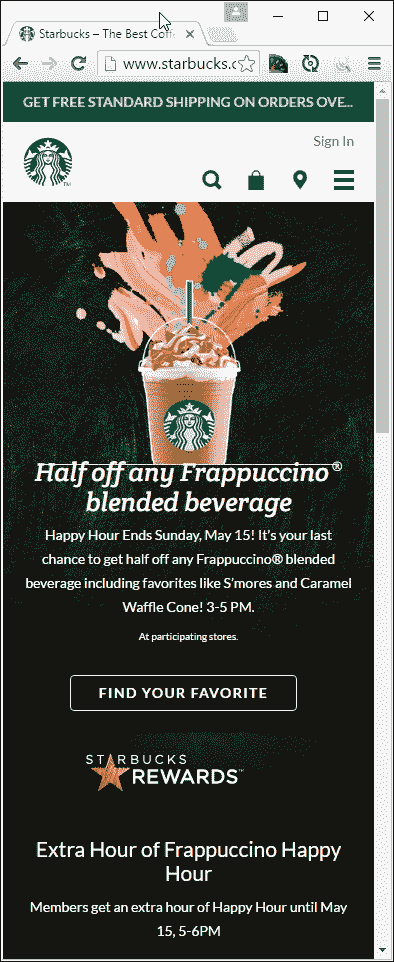 Starbucks – The Best Coff
www.starbucks.c
GET FREE STANDARD SHIPPING ON ORDERS OVE...
Sign In
TM
Half off any Frappuccino®
blended beverage
Happy Hour Ends Sunday, May 15! It's your last
chance to get half off any Frappuccino® blended
beverage including favorites like S'mores and Caramel
Waffle Cone! 3-5 PM.
At participating stores.
FIND YOUR FAVORITE
STARBUCKS
REWARDS™
Extra Hour of Frappuccino Happy
Hour
Members get an extra hour of Happy Hour until May
15, 5-6PM